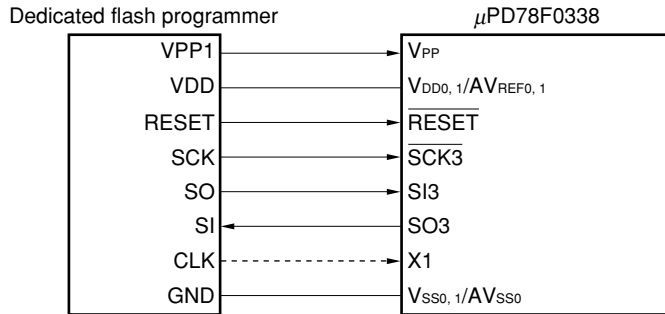 Dedicated flash programmer μPD78F0338
VPP1 VPP
VDD VDD0, 1/AVREF0, 1
RESET RESET
SCK SCK3
SO SI3
SI SO3
CLK X1
GND VSS0, 1/AVSS0